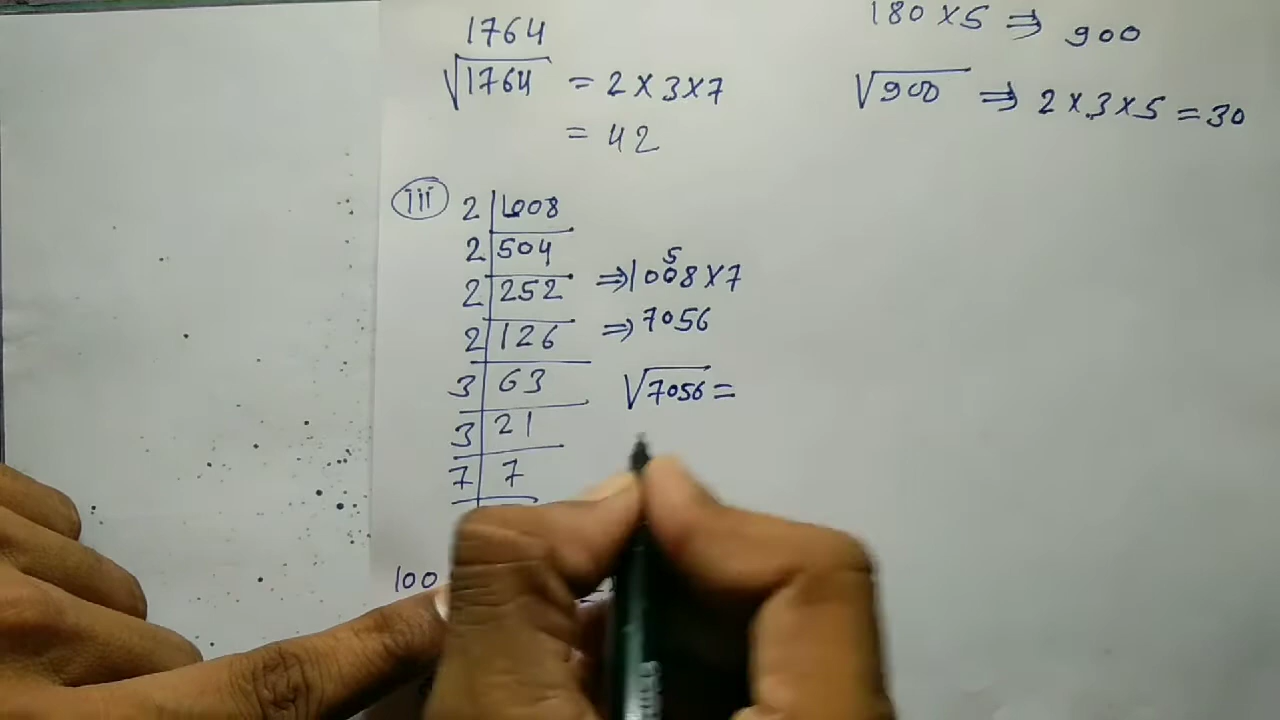 1764
√1764 = 2 × 3 × 7
= 42
180 × 5 ⇒ 900
√900 ⇒ 2 × 3 × 5 = 30
iii
2 | 1008
2 | 504
2 | 252
2 | 126
3 | 63
3 | 21
7 | 7
⇒ 1008 × 7
5
⇒ 7056
√7056 =
100